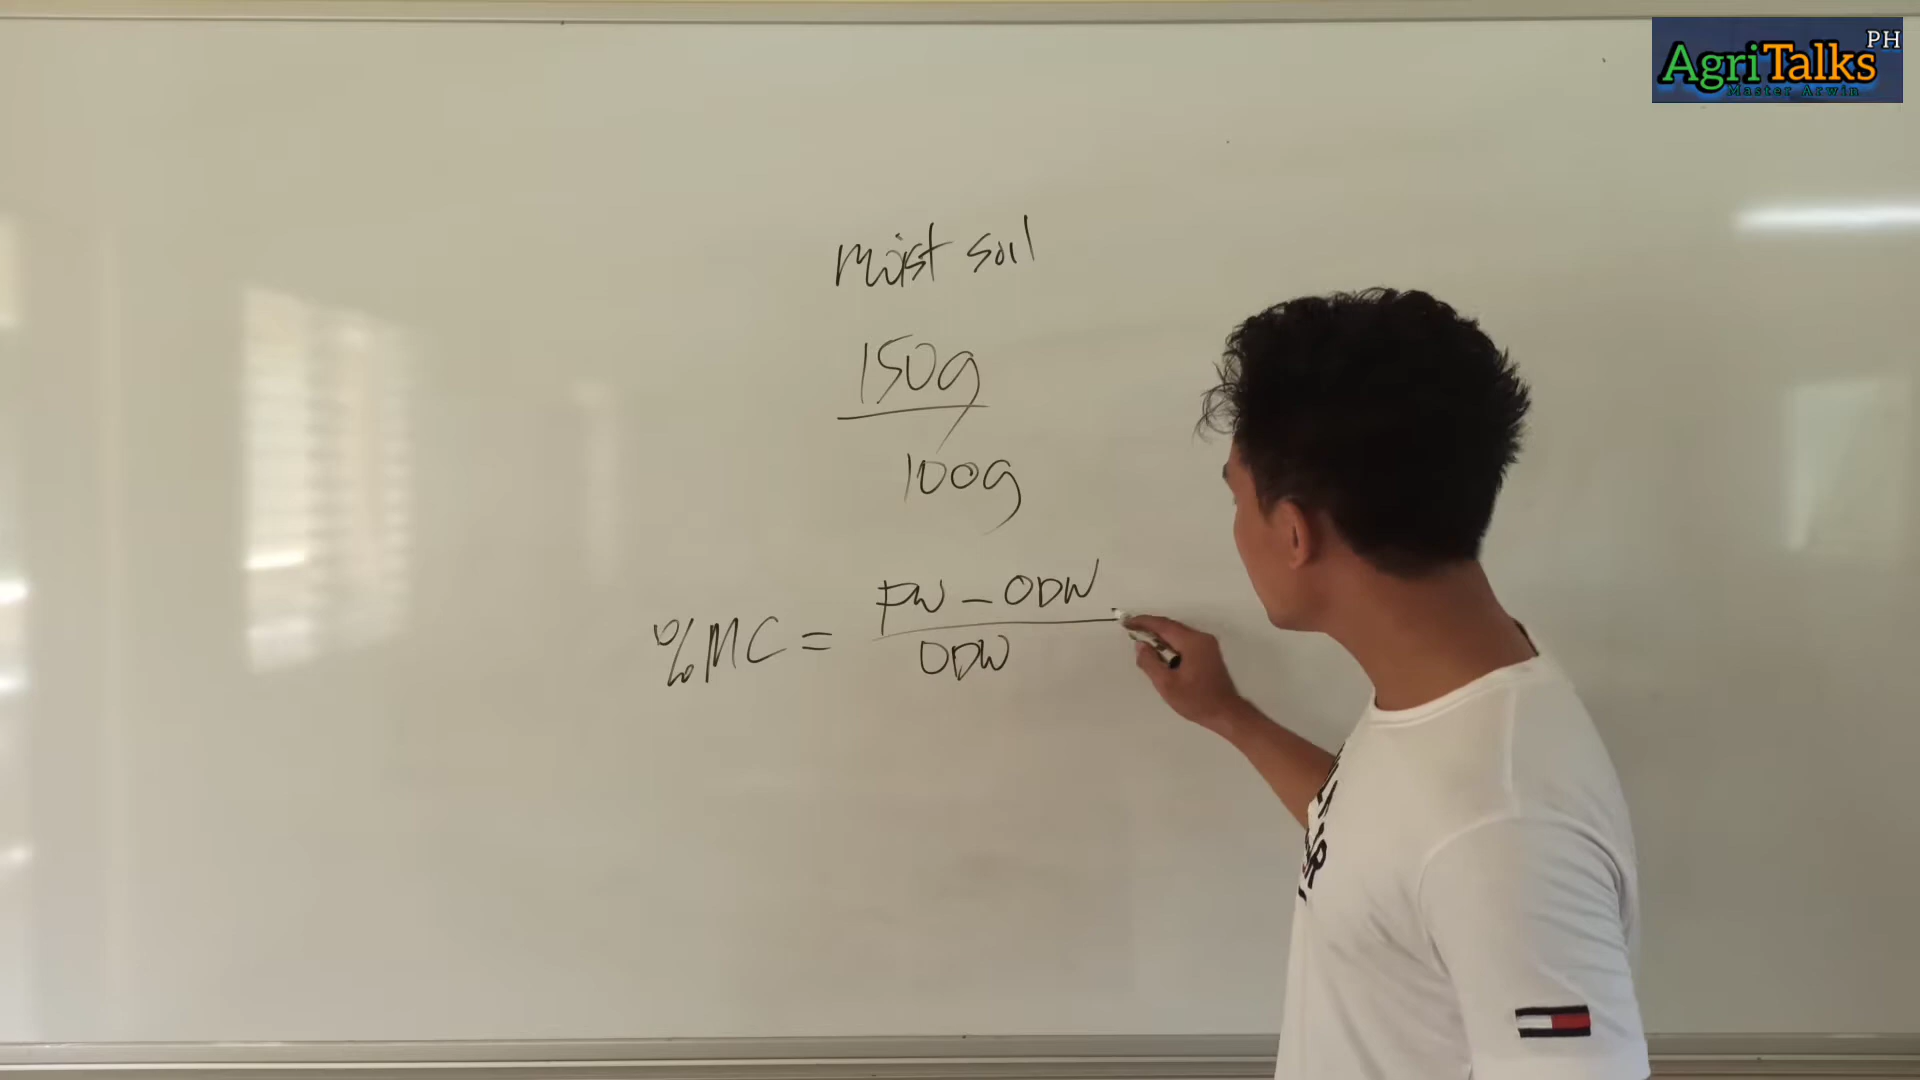 AgriTalks PH
Master Arwin
moist soil
150g
100g
%MC = FW - ODW
ODW